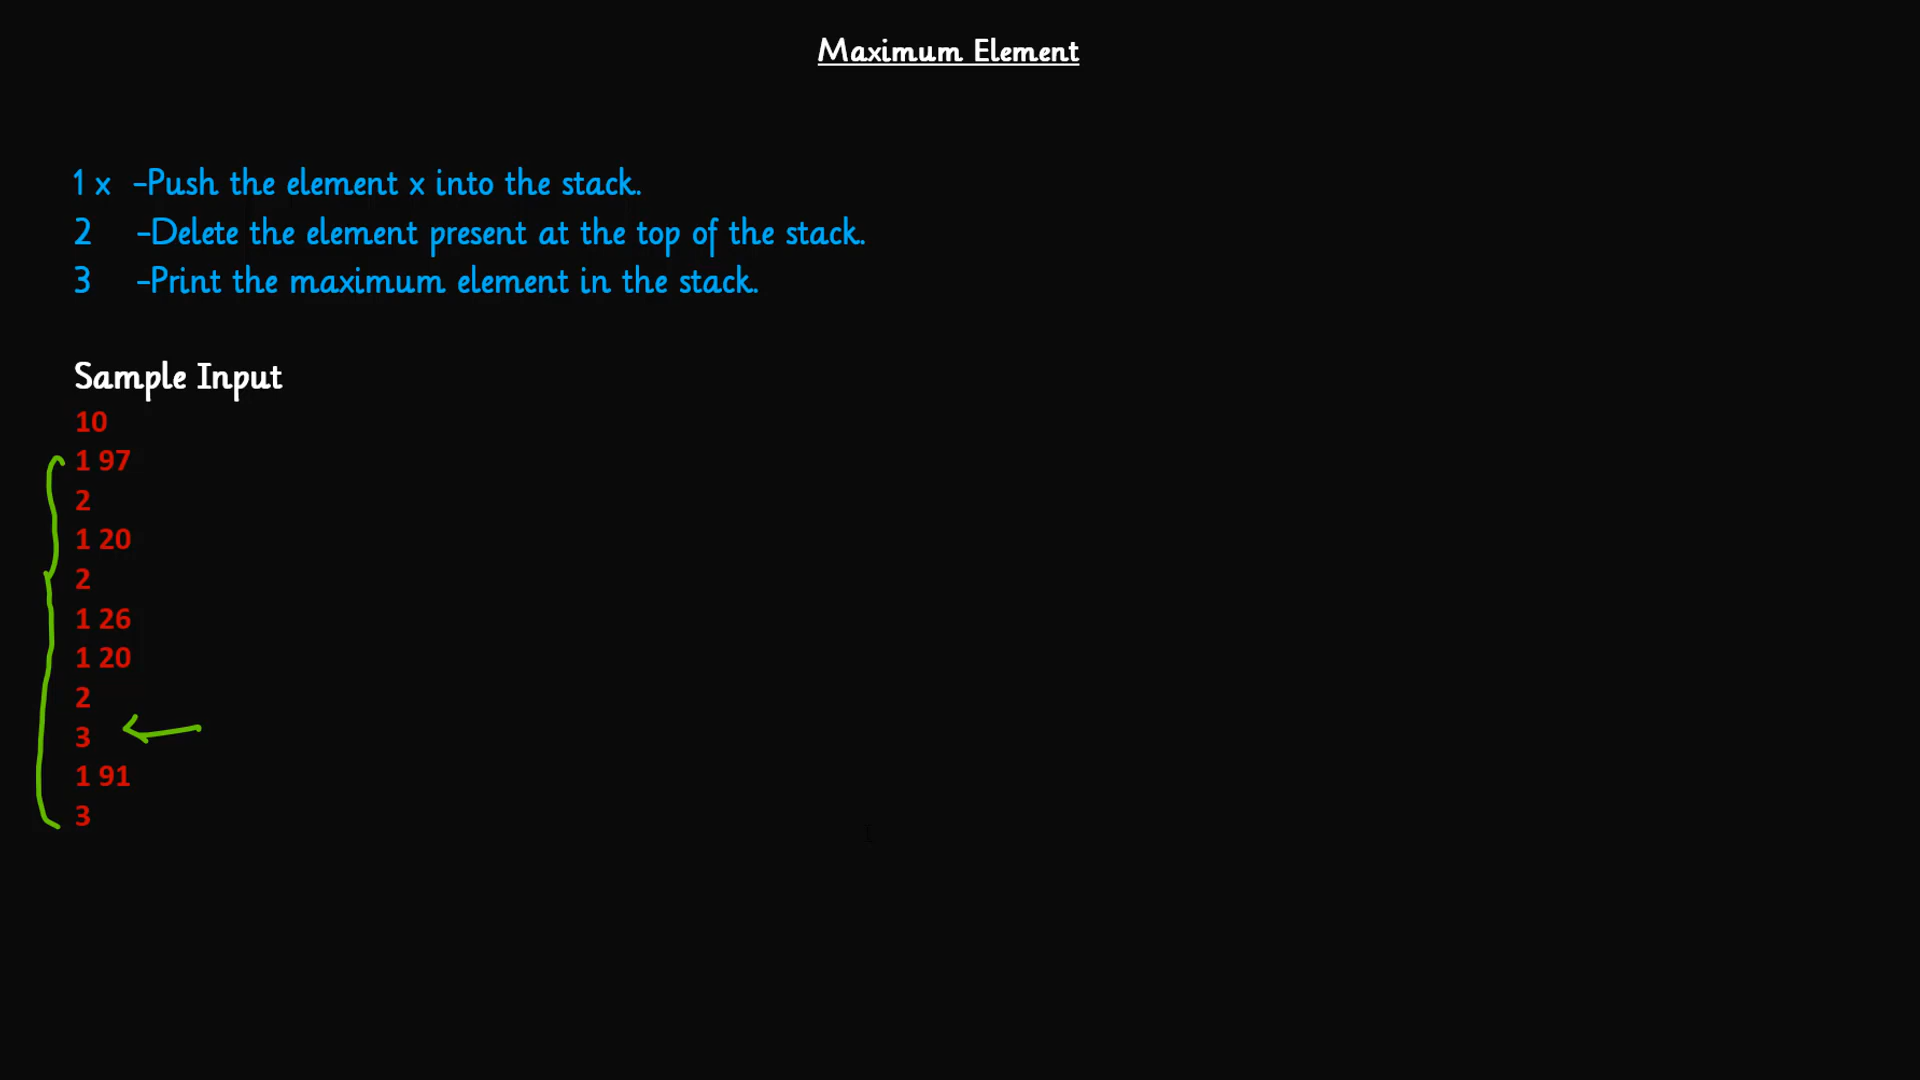 Maximum Element
1 x -Push the element x into the stack.
2 -Delete the element present at the top of the stack.
3 -Print the maximum element in the stack.
Sample Input
10
1 97
2
1 20
2
1 26
1 20
2
3
1 91
3